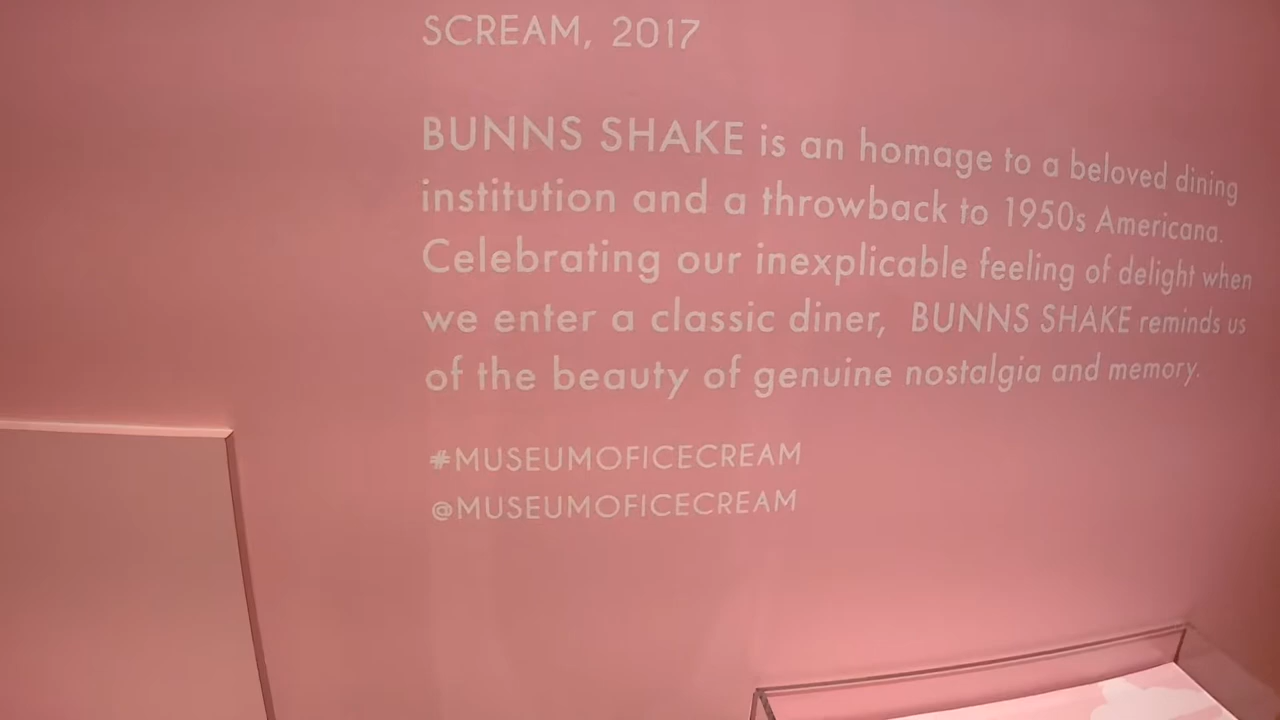 SCREAM, 2017
BUNNS SHAKE is an homage to a beloved dining
institution and a throwback to 1950s Americana.
Celebrating our inexplicable feeling of delight when
we enter a classic diner, BUNNS SHAKE reminds us
of the beauty of genuine nostalgia and memory.
#MUSEUMOFICECREAM
@MUSEUMOFICECREAM